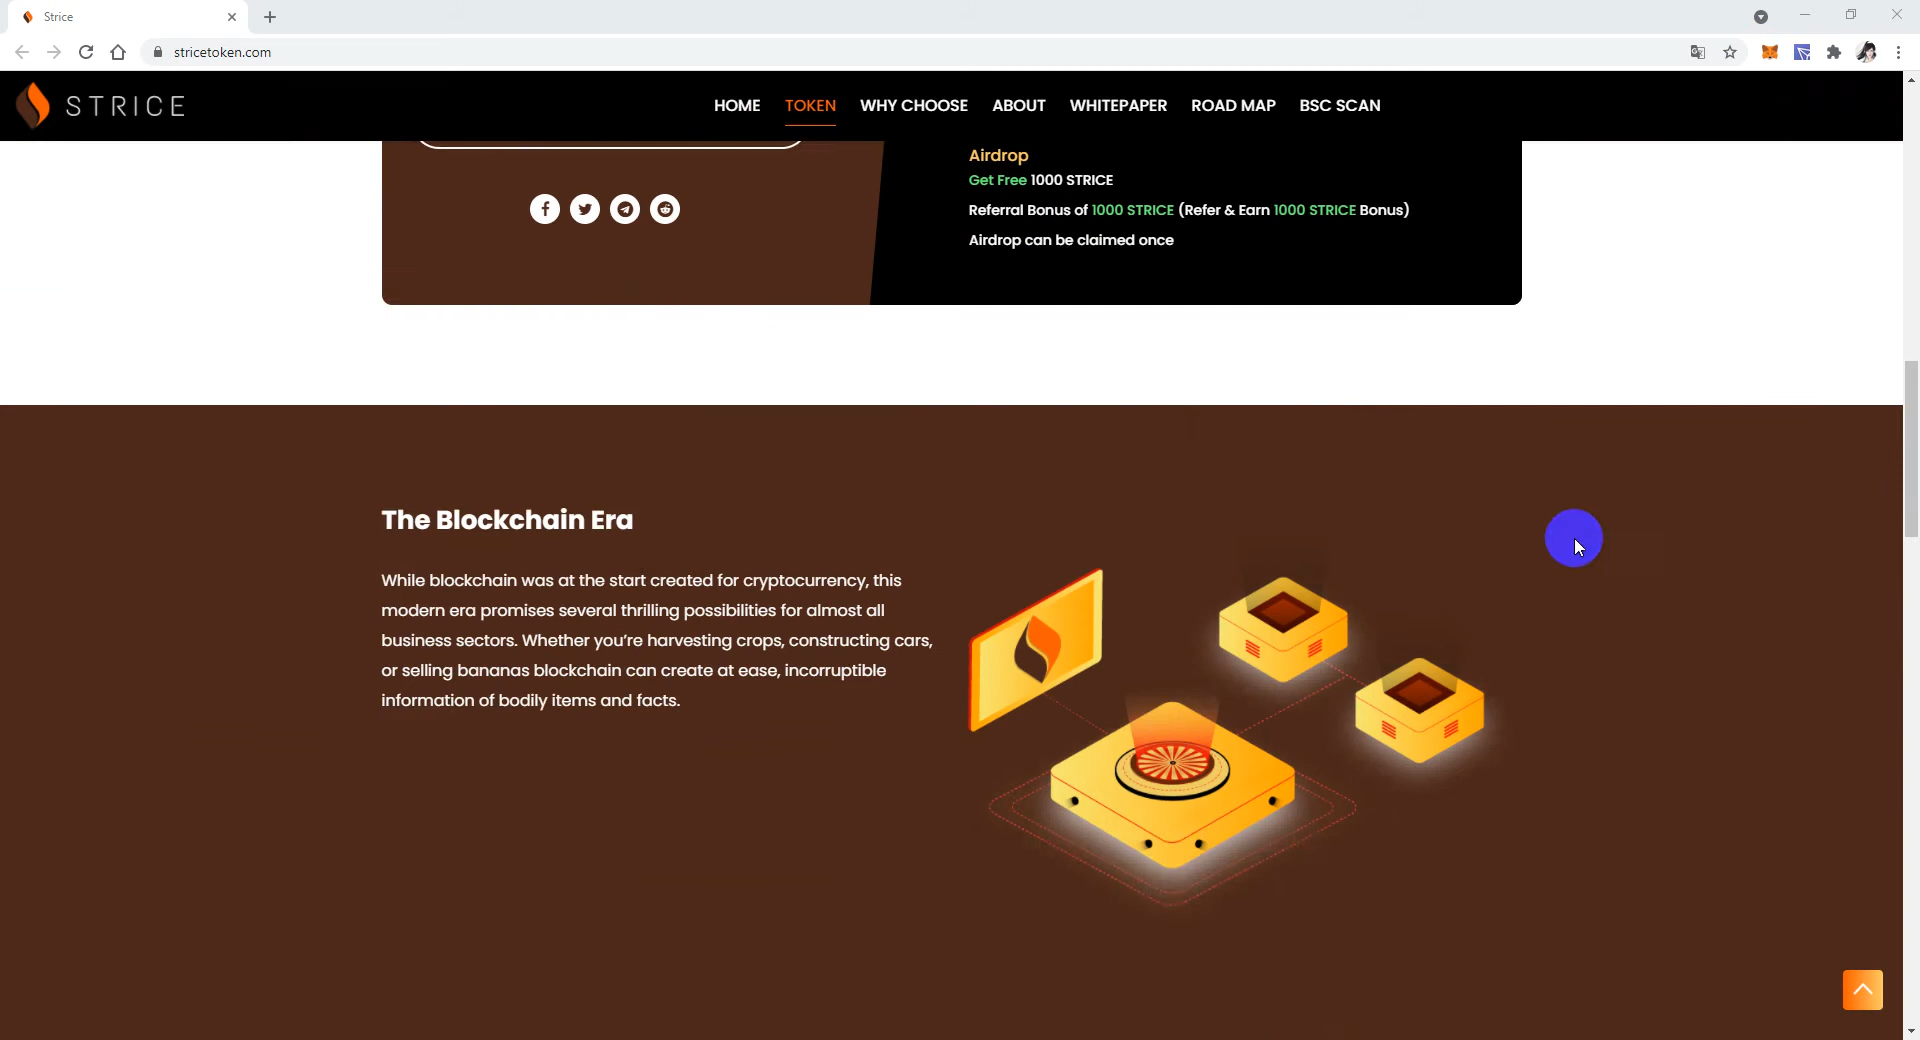 Strice
stricetoken.com
STRICE
HOME TOKEN WHY CHOOSE ABOUT WHITEPAPER ROAD MAP BSC SCAN
Airdrop
Get Free 1000 STRICE
Referral Bonus of 1000 STRICE (Refer & Earn 1000 STRICE Bonus)
Airdrop can be claimed once
The Blockchain Era
While blockchain was at the start created for cryptocurrency, this
modern era promises several thrilling possibilities for almost all
business sectors. Whether you're harvesting crops, constructing cars,
or selling bananas blockchain can create at ease, incorruptible
information of bodily items and facts.